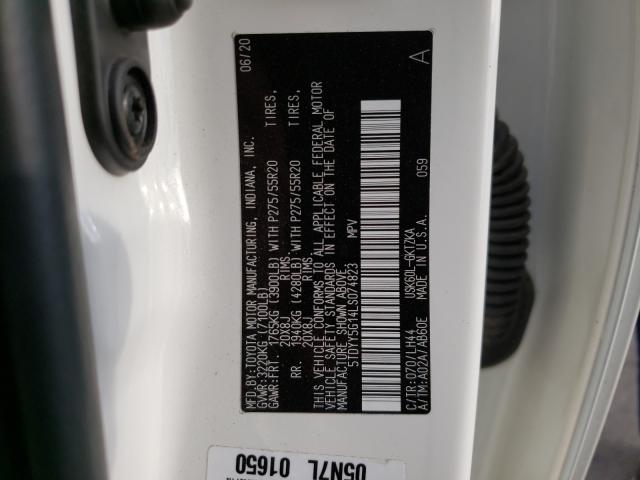 MFD.BY:TOYOTA MOTOR MANUFACTURING, INDIANA, INC. 06/20
GVWR:3220KG(7100LB)
GAWR:FRT. 1765KG(3900LB)WITH P275/55R20 TIRES,
20X8J RIMS,
RR. 1940KG(4280LB)WITH P275/55R20 TIRES,
20X8J RIMS,
THIS VEHICLE CONFORMS TO ALL APPLICABLE FEDERAL MOTOR
VEHICLE SAFETY STANDARDS IN EFFECT ON THE DATE OF
MANUFACTURE SHOWN ABOVE.
5TDYY5G14LS074823 MPV A
C/TR:070/LH44 USK60L-GKTZKA
A/TM:A02A/AB60E MADE IN U.S.A. 059
05N7L
01650